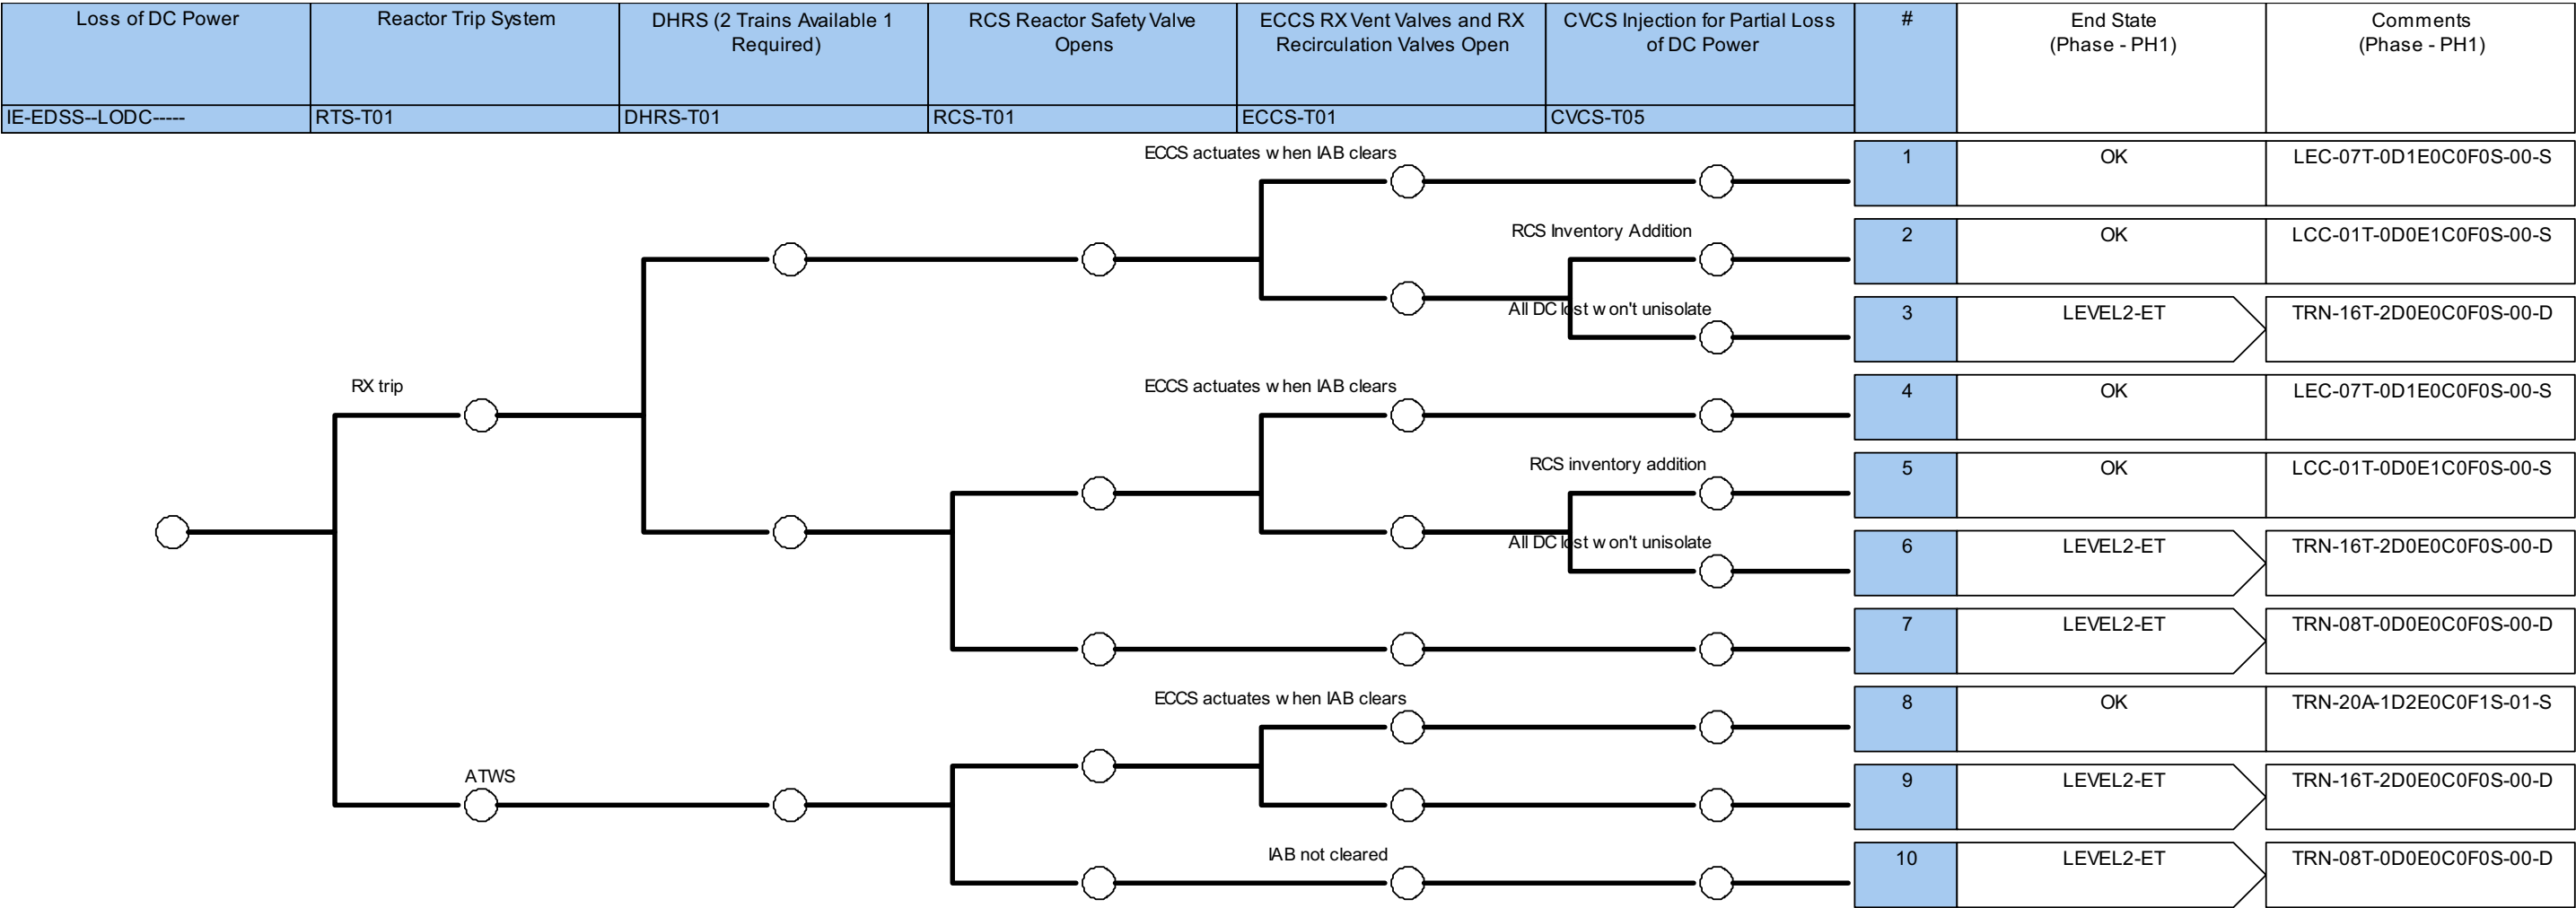 Loss of DC Power
Reactor Trip System
DHRS (2 Trains Available 1
Required)
RCS Reactor Safety Valve
Opens
ECCS RX Vent Valves and RX
Recirculation Valves Open
CVCS Injection for Partial Loss
of DC Power
#
End State
(Phase - PH1)
Comments
(Phase - PH1)
IE-EDSS--LODC-----
RTS-T01
DHRS-T01
RCS-T01
ECCS-T01
CVCS-T05
ECCS actuates when IAB clears
1
OK
LEC-07T-0D1E0C0F0S-00-S
RCS Inventory Addition
2
OK
LCC-01T-0D0E1C0F0S-00-S
All DC lost won't unisolate
3
LEVEL2-ET
TRN-16T-2D0E0C0F0S-00-D
RX trip
ECCS actuates when IAB clears
4
OK
LEC-07T-0D1E0C0F0S-00-S
RCS inventory addition
5
OK
LCC-01T-0D0E1C0F0S-00-S
All DC lost won't unisolate
6
LEVEL2-ET
TRN-16T-2D0E0C0F0S-00-D
7
LEVEL2-ET
TRN-08T-0D0E0C0F0S-00-D
ECCS actuates when IAB clears
8
OK
TRN-20A-1D2E0C0F1S-01-S
ATWS
9
LEVEL2-ET
TRN-16T-2D0E0C0F0S-00-D
IAB not cleared
10
LEVEL2-ET
TRN-08T-0D0E0C0F0S-00-D